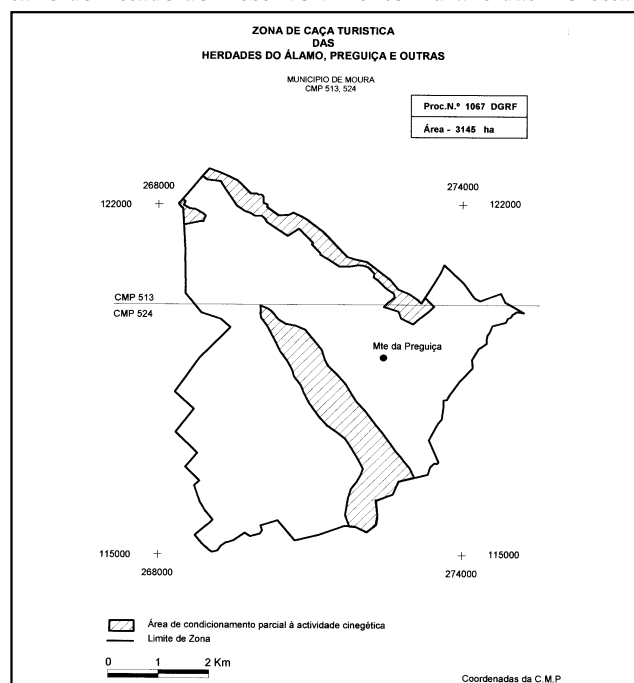 ZONA DE CAÇA TURISTICA
DAS
HERDADES DO ÁLAMO, PREGUIÇA E OUTRAS
MUNICIPIO DE MOURA
CMP 513, 524
Proc.N.º 1067 DGRF
Área - 3145 ha
268000
274000
122000
122000
CMP 513
CMP 524
Mte da Preguiça
115000
115000
268000
274000
Área de condicionamento parcial à actividade cinegética
Limite de Zona
0 1 2 Km
Coordenadas da C.M.P